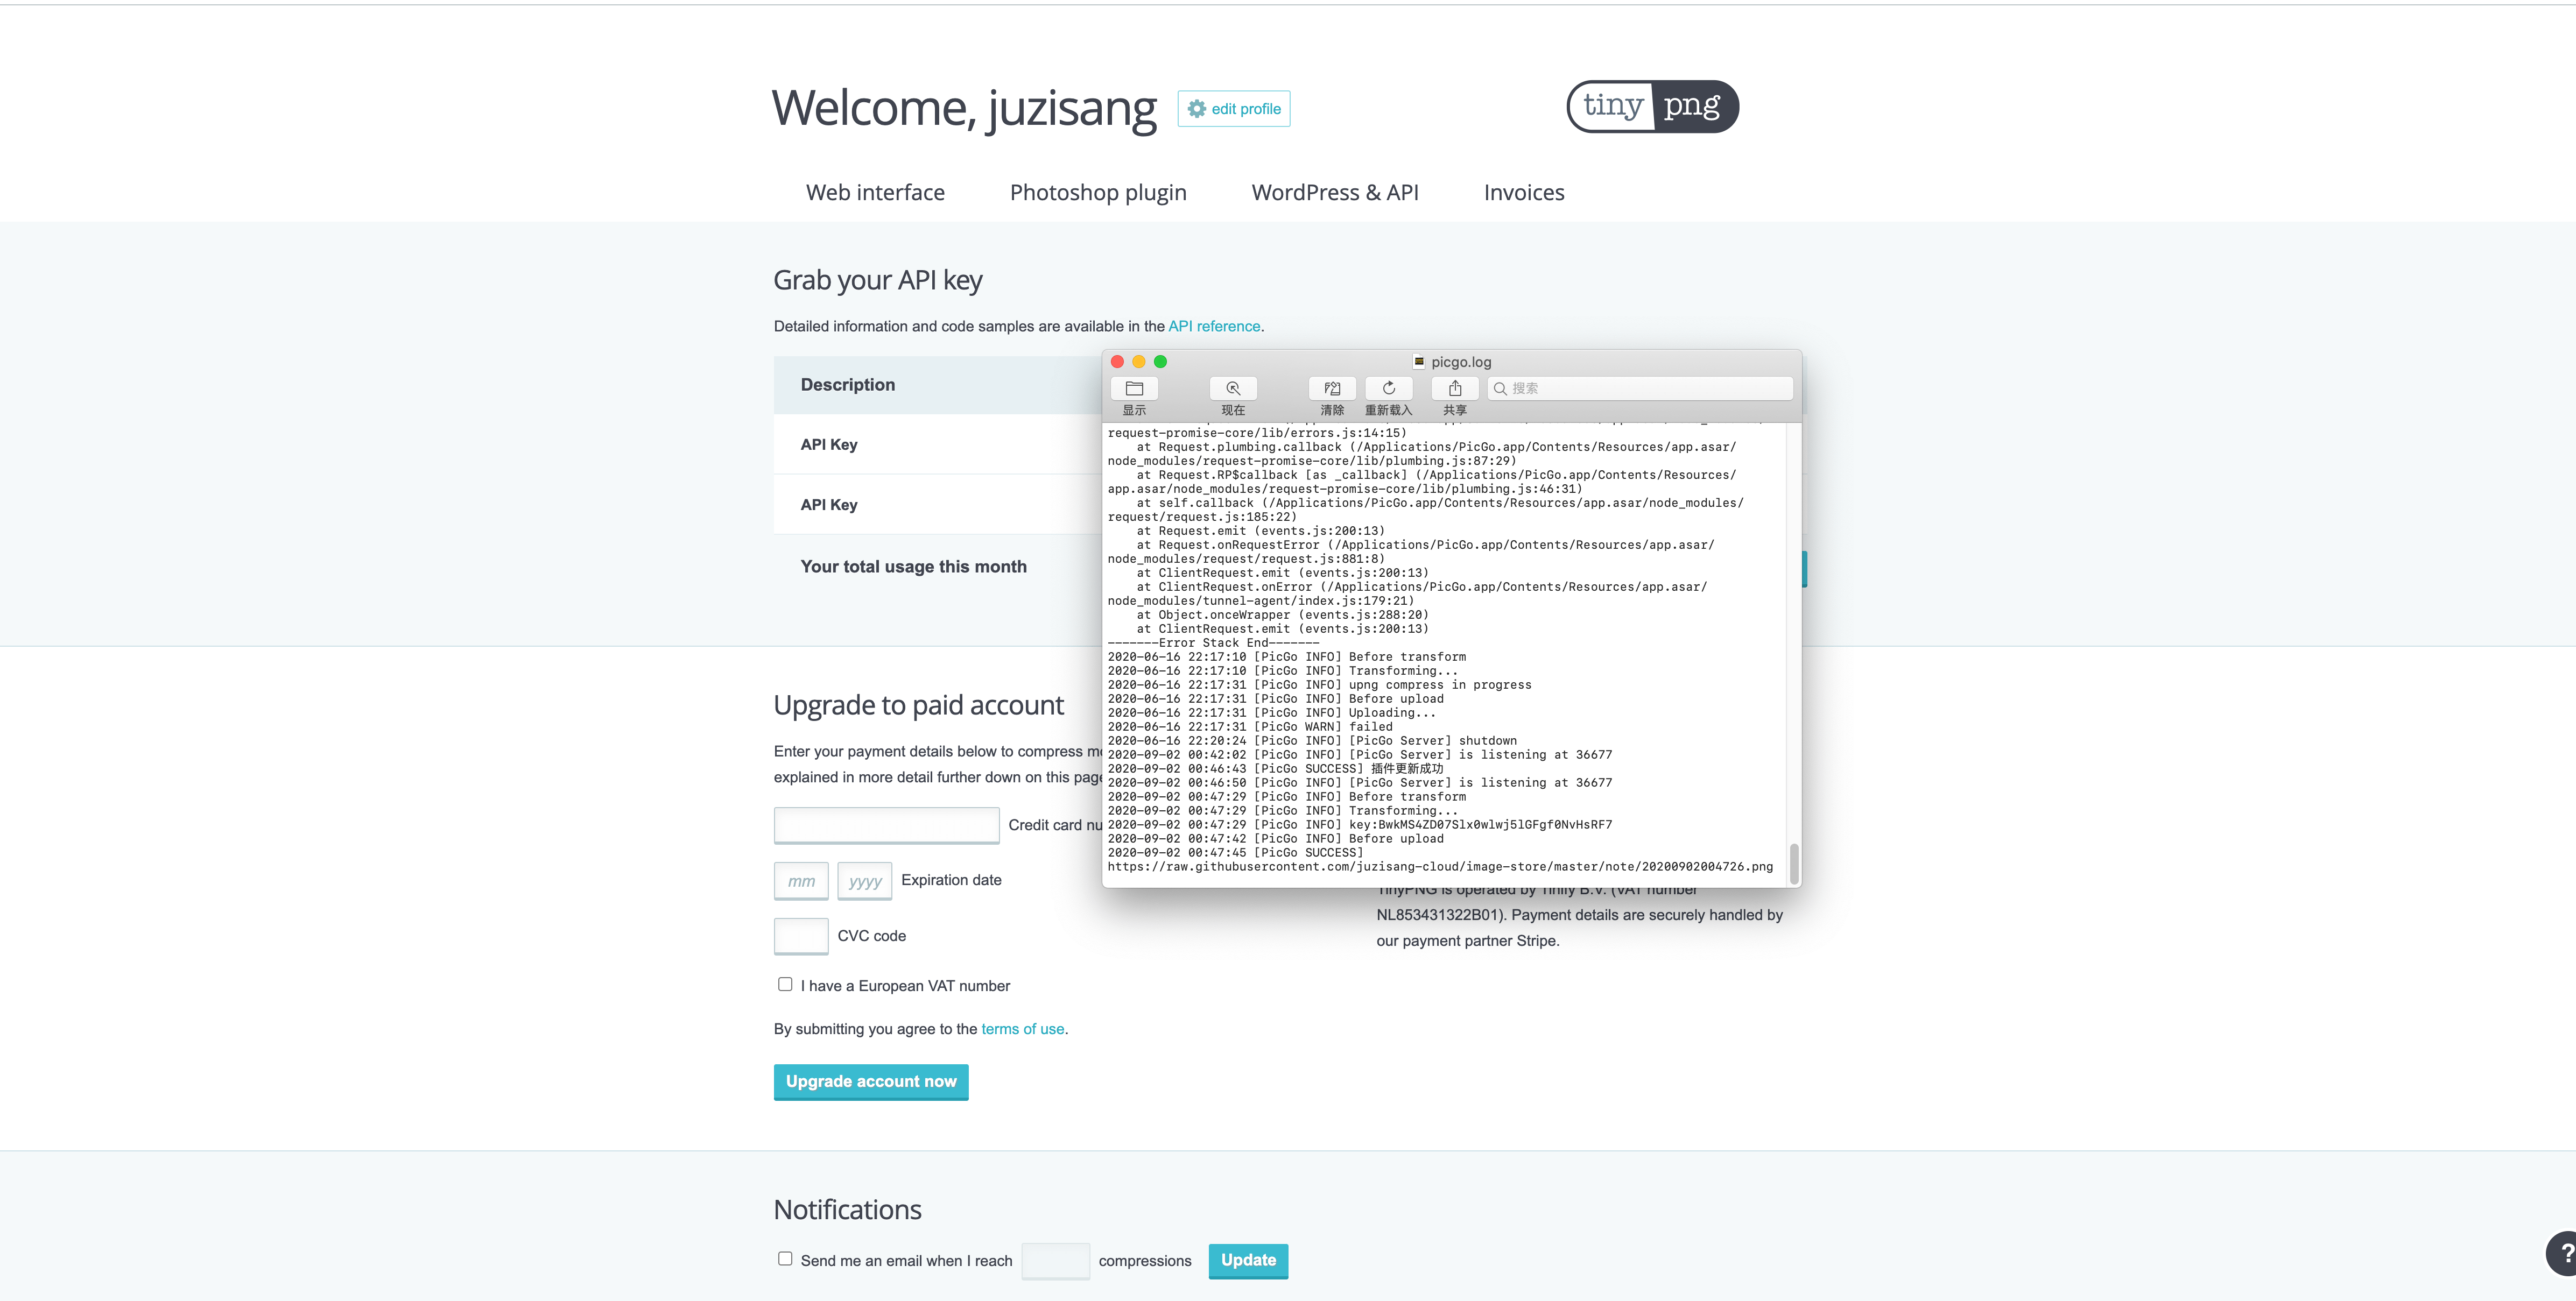 Welcome, juzisang
edit profile
tiny png
Web interface
Photoshop plugin
WordPress & API
Invoices
Grab your API key
Detailed information and code samples are available in the API reference.
Description
API Key
API Key
Your total usage this month
Upgrade to paid account
Enter your payment details below to compress
explained in more detail further down on this page
Credit card
mm
yyyy
Expiration date
CVC code
I have a European VAT number
By submitting you agree to the terms of use.
Upgrade account now
picgo.log
显示
现在
清除
重新载入
共享
搜索
request-promise-core/lib/errors.js:14:15)
at Request.plumbing.callback (/Applications/PicGo.app/Contents/Resources/app.asar/
node_modules/request-promise-core/lib/plumbing.js:87:29)
at Request.RP$callback [as _callback] (/Applications/PicGo.app/Contents/Resources/
app.asar/node_modules/request-promise-core/lib/plumbing.js:46:31)
at self.callback (/Applications/PicGo.app/Contents/Resources/app.asar/node_modules/
request/request.js:185:22)
at Request.emit (events.js:200:13)
at Request.onRequestError (/Applications/PicGo.app/Contents/Resources/app.asar/
node_modules/request/request.js:881:8)
at ClientRequest.emit (events.js:200:13)
at ClientRequest.onError (/Applications/PicGo.app/Contents/Resources/app.asar/
node_modules/tunnel-agent/index.js:179:21)
at Object.onceWrapper (events.js:288:20)
at ClientRequest.emit (events.js:200:13)
-------Error Stack End-------
2020-06-16 22:17:10 [PicGo INFO] Before transform
2020-06-16 22:17:10 [PicGo INFO] Transforming...
2020-06-16 22:17:31 [PicGo INFO] upng compress in progress
2020-06-16 22:17:31 [PicGo INFO] Before upload
2020-06-16 22:17:31 [PicGo INFO] Uploading...
2020-06-16 22:17:31 [PicGo WARN] failed
2020-06-16 22:20:24 [PicGo INFO] [PicGo Server] shutdown
2020-09-02 00:42:02 [PicGo INFO] [PicGo Server] is listening at 36677
2020-09-02 00:46:43 [PicGo SUCCESS] 插件更新成功
2020-09-02 00:46:50 [PicGo INFO] [PicGo Server] is listening at 36677
2020-09-02 00:47:29 [PicGo INFO] Before transform
2020-09-02 00:47:29 [PicGo INFO] Transforming...
2020-09-02 00:47:29 [PicGo INFO] key:BwkMS4ZD07Slx0wlwj5lGFgf0NvHsRF7
2020-09-02 00:47:42 [PicGo INFO] Before upload
2020-09-02 00:47:45 [PicGo SUCCESS]
https://raw.githubusercontent.com/juzisang-cloud/image-store/master/note/20200902004726.png
TinyPNG is operated by Tinify B.V. (VAT number
NL853431322B01). Payment details are securely handled by
our payment partner Stripe.
Notifications
Send me an email when I reach
compressions
Update
?